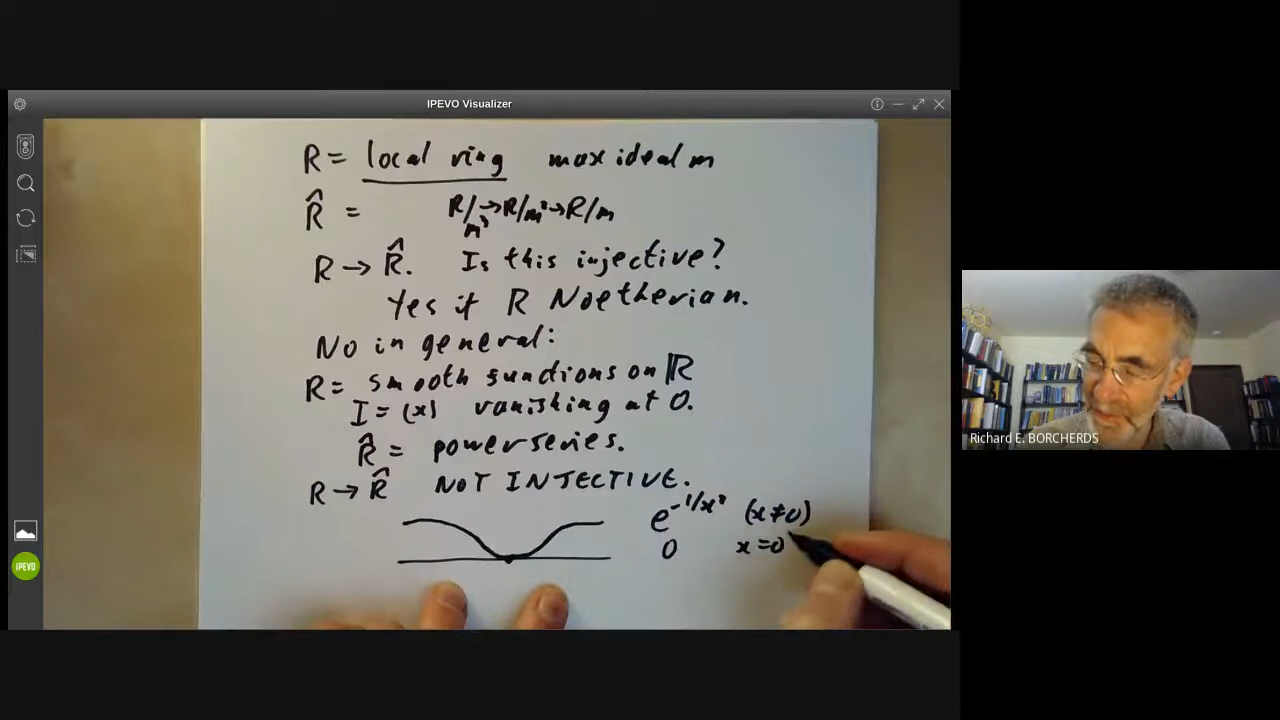 IPEVO Visualizer
R = local ring max ideal m
R̂ = R/m³ → R/m² → R/m
R → R̂. Is this injective?
Yes if R Noetherian.
No in general:
R = smooth functions on ℝ
I = (x) vanishing at 0.
R̂ = power series.
R → R̂ NOT INJECTIVE.
e^{-1/x²} (x≠0)
0 x=0
IPEVO
Richard E. BORCHERDS